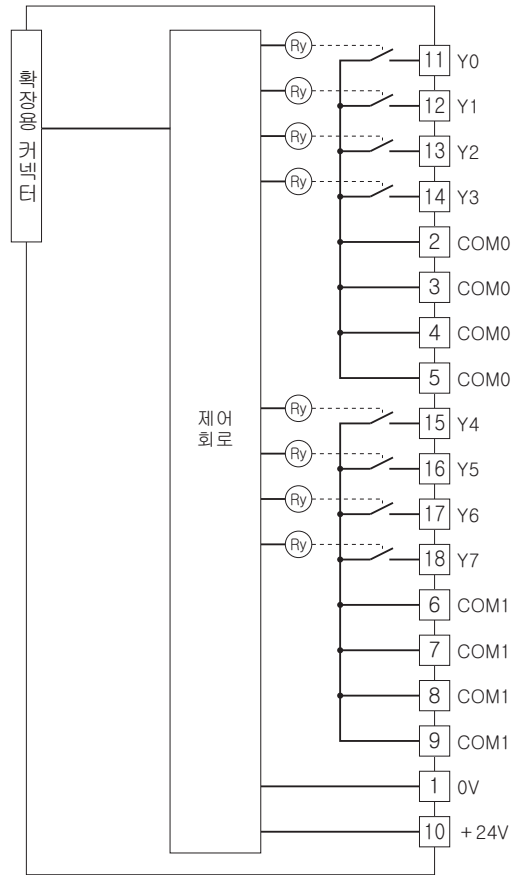 확장용 커넥터
제어
회로
Ry
11 Y0
Ry
12 Y1
Ry
13 Y2
Ry
14 Y3
2 COM0
3 COM0
4 COM0
5 COM0
Ry
15 Y4
Ry
16 Y5
Ry
17 Y6
Ry
18 Y7
6 COM1
7 COM1
8 COM1
9 COM1
1 0V
10 +24V